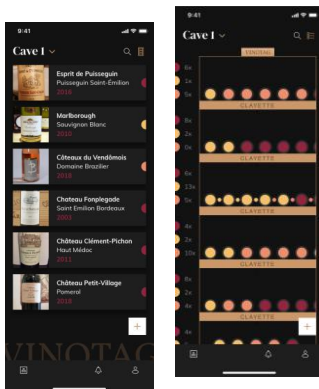 9:41
Cave 1
Esprit de Puisseguin
Puisseguin Saint-Émilion
2016
Marlborough
Sauvignon Blanc
2010
Côteaux du Vendômois
Domaine Brazilier
2018
Chateau Fonplegade
Saint Emilion Bordeaux
2003
Château Clément-Pichon
Haut Médoc
2011
Château Petit-Village
Pomerol
2019
+
VINOTAG
9:41
Cave 1
VINOTAG
6x
1x
5x
CLAYETTE
8x
2x
0x
CLAYETTE
6x
13x
5x
CLAYETTE
4x
2x
10x
CLAYETTE
8x
2x
4x
CLAYETTE
4x
+